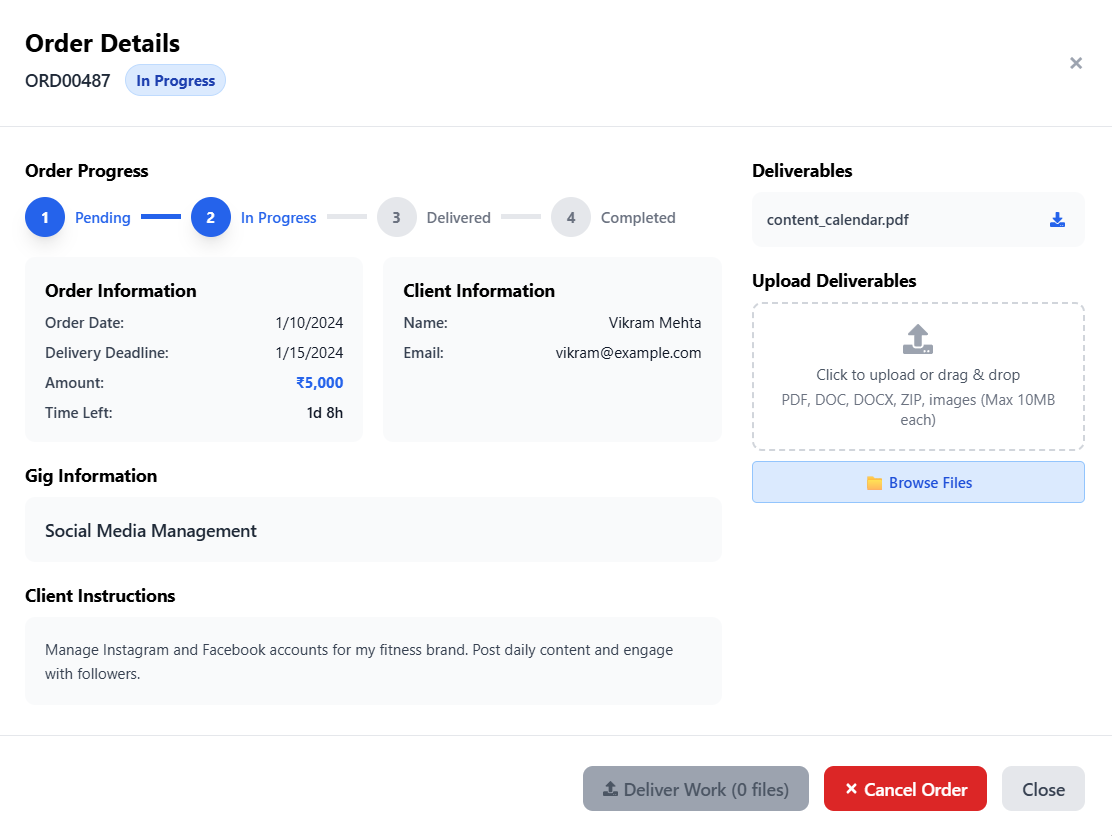 Order Details
ORD00487 In Progress
×
Order Progress
1 Pending 2 In Progress 3 Delivered 4 Completed
Order Information
Order Date: 1/10/2024
Delivery Deadline: 1/15/2024
Amount: ₹5,000
Time Left: 1d 8h
Client Information
Name: Vikram Mehta
Email: vikram@example.com
Gig Information
Social Media Management
Client Instructions
Manage Instagram and Facebook accounts for my fitness brand. Post daily content and engage
with followers.
Deliverables
content_calendar.pdf
Upload Deliverables
Click to upload or drag & drop
PDF, DOC, DOCX, ZIP, images (Max 10MB
each)
Browse Files
Deliver Work (0 files) × Cancel Order Close